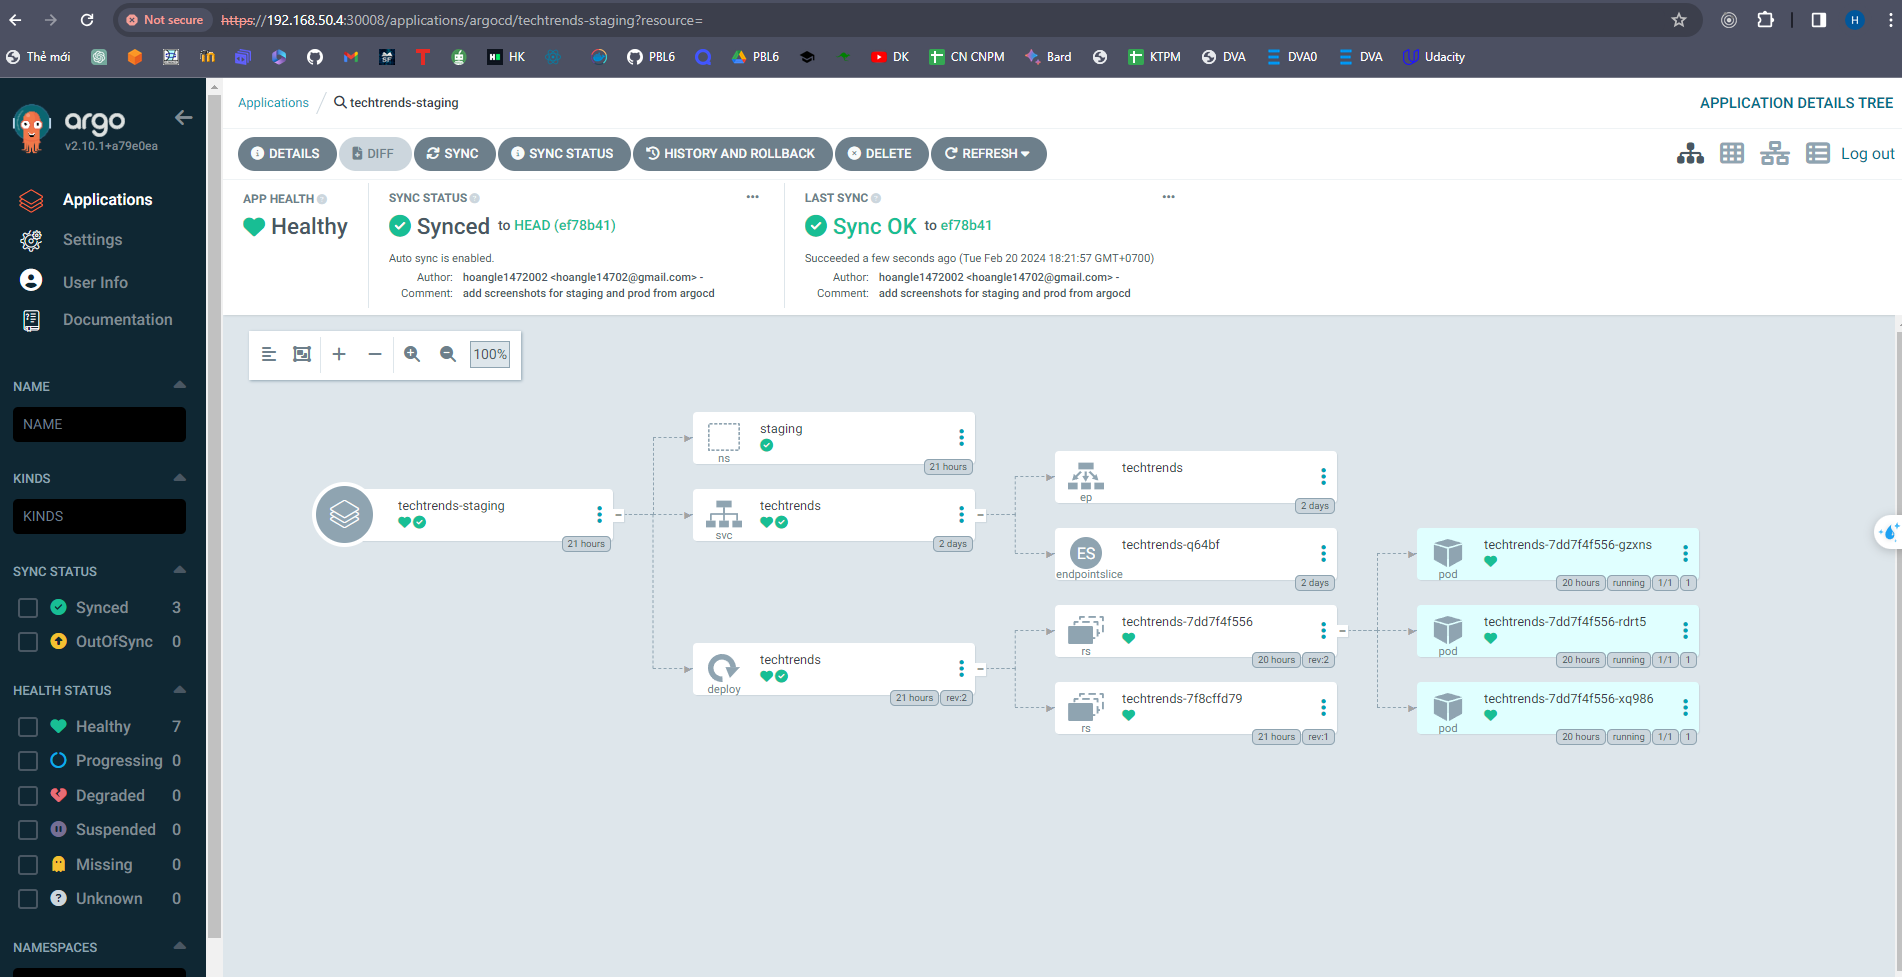 Not secure https://192.168.50.4:30008/applications/argocd/techtrends-staging?resource=
H
Thẻ mới
HK
PBL6
PBL6
DK
CN CNPM
Bard
KTPM
DVA
DVA0
DVA
Udacity
argo
v2.10.1+a79e0ea
Applications
Settings
User Info
Documentation
NAME
NAME
KINDS
KINDS
SYNC STATUS
Synced 3
OutOfSync 0
HEALTH STATUS
Healthy 7
Progressing 0
Degraded 0
Suspended 0
Missing 0
Unknown 0
NAMESPACES
Applications / techtrends-staging
APPLICATION DETAILS TREE
DETAILS DIFF SYNC SYNC STATUS HISTORY AND ROLLBACK DELETE REFRESH
Log out
APP HEALTH
Healthy
SYNC STATUS
Synced to HEAD (ef78b41)
Auto sync is enabled.
Author: hoangle1472002 <hoangle14702@gmail.com> -
Comment: add screenshots for staging and prod from argocd
LAST SYNC
Sync OK to ef78b41
Succeeded a few seconds ago (Tue Feb 20 2024 18:21:57 GMT+0700)
Author: hoangle1472002 <hoangle14702@gmail.com> -
Comment: add screenshots for staging and prod from argocd
100%
techtrends-staging
21 hours
staging
ns
21 hours
techtrends
svc
2 days
techtrends
deploy
21 hours rev:2
techtrends
ep
2 days
ES
techtrends-q64bf
endpointslice
2 days
techtrends-7dd7f4f556
rs
20 hours rev:2
techtrends-7f8cffd79
rs
21 hours rev:1
techtrends-7dd7f4f556-gzxns
pod
20 hours running 1/1 1
techtrends-7dd7f4f556-rdrt5
pod
20 hours running 1/1 1
techtrends-7dd7f4f556-xq986
pod
20 hours running 1/1 1